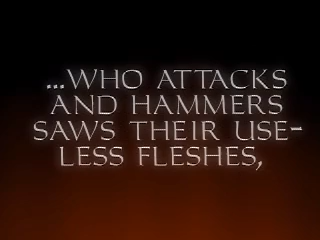 ...WHO ATTACKS
AND HAMMERS
SAWS THEIR USE-
LESS FLESHES,